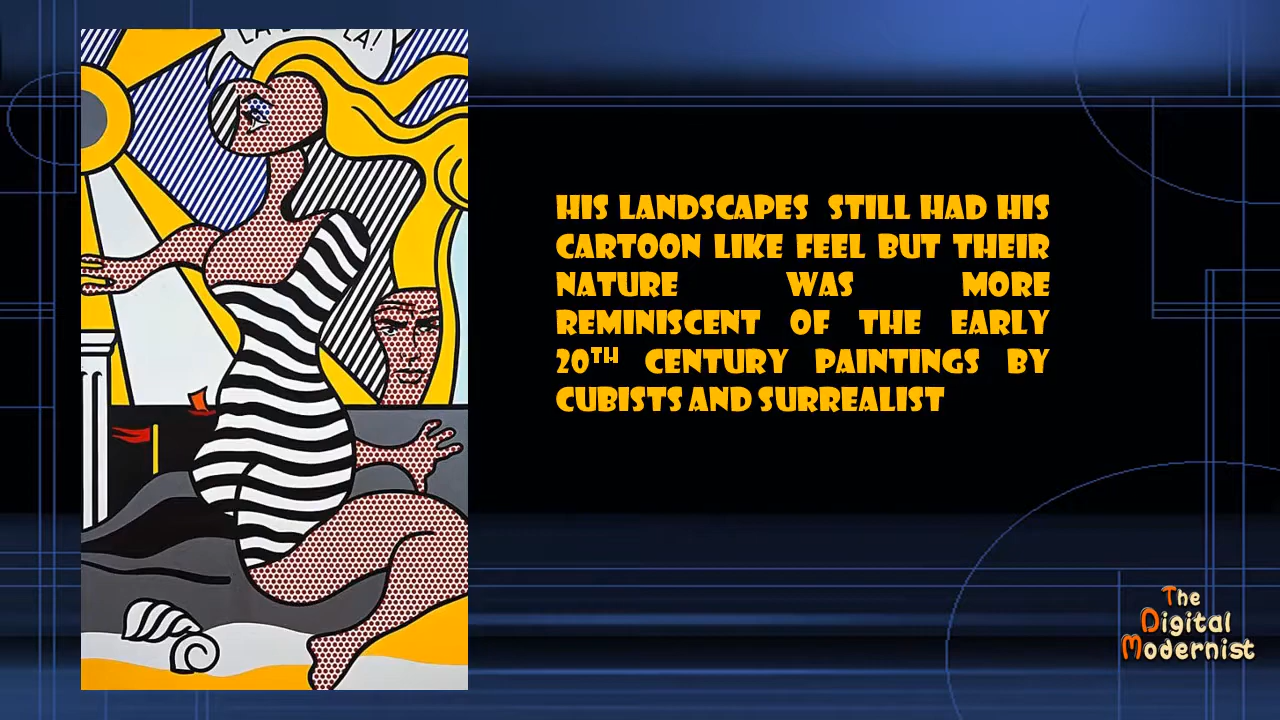 LA! 
HIS LANDSCAPES STILL HAD HIS
CARTOON LIKE FEEL BUT THEIR
NATURE WAS MORE
REMINISCENT OF THE EARLY
20TH CENTURY PAINTINGS BY
CUBISTS AND SURREALIST
The
Digital
Modernist